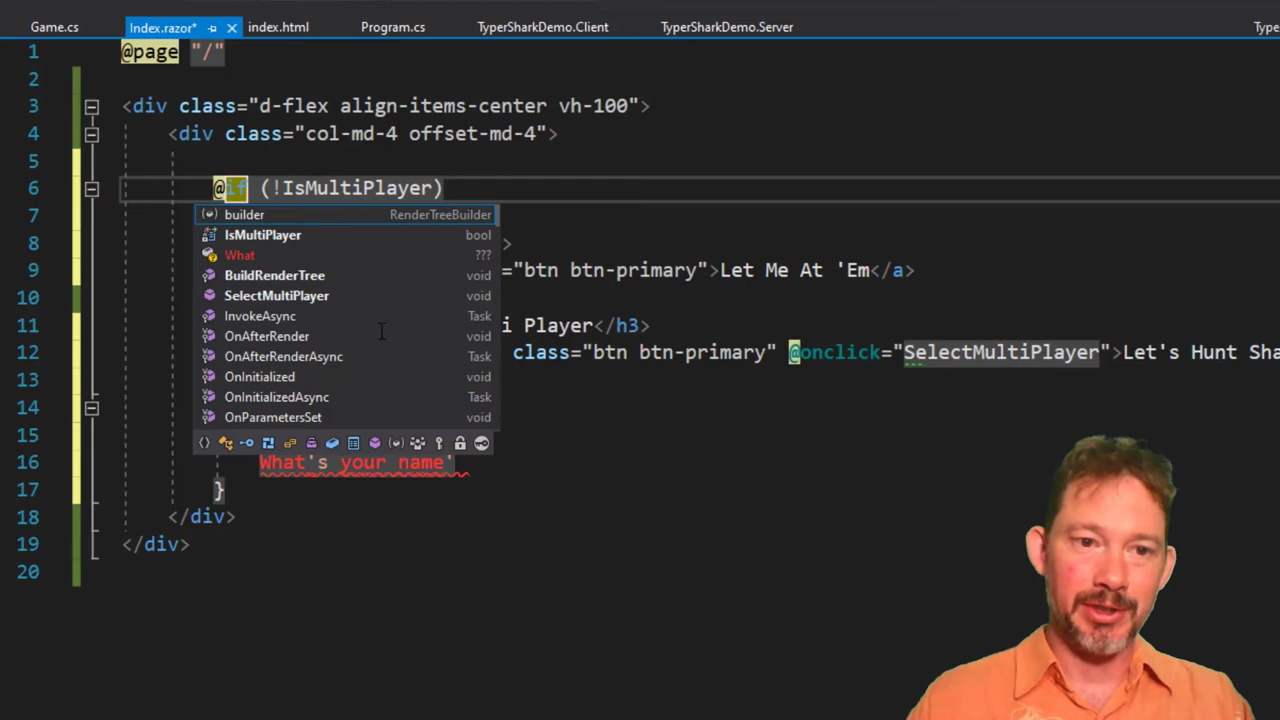 Game.cs Index.razor* index.html Program.cs TyperSharkDemo.Client TyperSharkDemo.Server Type
1 @page "/"
2
3 <div class="d-flex align-items-center vh-100">
4 <div class="col-md-4 offset-md-4">
5
6 @if (!IsMultiPlayer)
7
8 >
9 ="btn btn-primary">Let Me At 'Em</a>
10
11 i Player</h3>
12 class="btn btn-primary" @onclick="SelectMultiPlayer">Let's Hunt Sha
13
14
15
16 What's your name'
17 }
18 </div>
19 </div>
20
builder RenderTreeBuilder
IsMultiPlayer bool
What ???
BuildRenderTree void
SelectMultiPlayer void
InvokeAsync Task
OnAfterRender void
OnAfterRenderAsync Task
OnInitialized void
OnInitializedAsync Task
OnParametersSet void